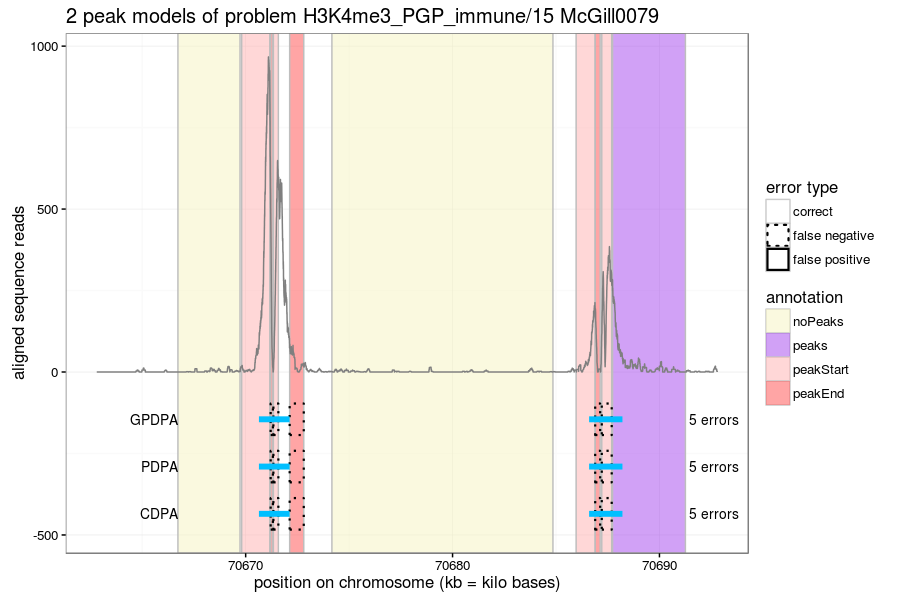 2 peak models of problem H3K4me3_PGP_immune/15 McGill0079
aligned sequence reads
1000
500
0
-500
GPDPA
5 errors
PDPA
5 errors
CDPA
5 errors
70670
70680
70690
position on chromosome (kb = kilo bases)
error type
correct
false negative
false positive
annotation
noPeaks
peaks
peakStart
peakEnd